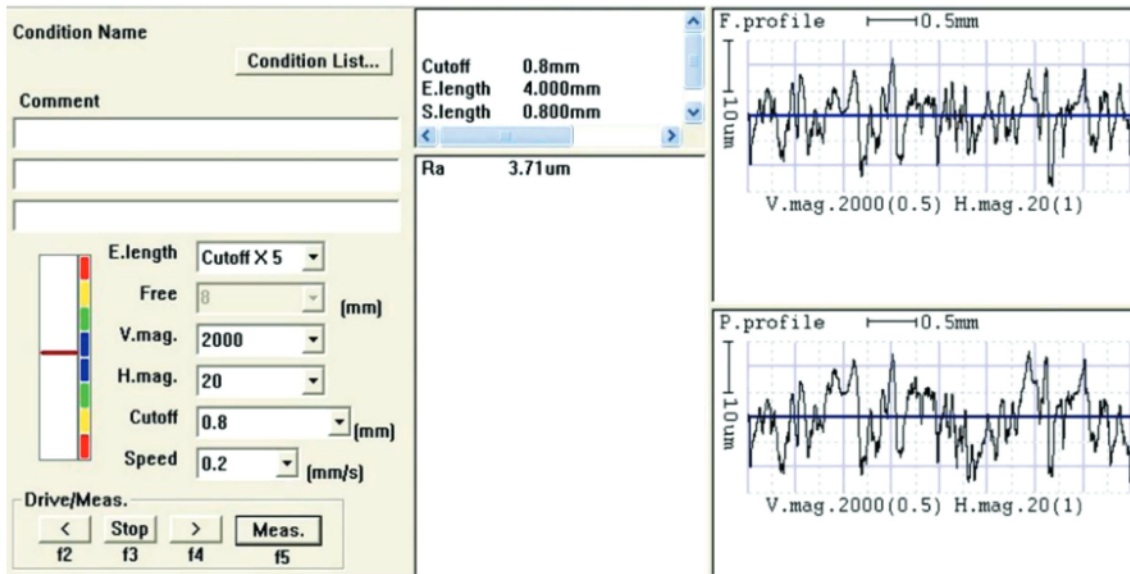 Condition Name
Condition List...
Comment
E.length Cutoff X 5
Free 8 (mm)
V.mag. 2000
H.mag. 20
Cutoff 0.8 (mm)
Speed 0.2 (mm/s)
Drive/Meas.
< Stop > Meas.
f2 f3 f4 f5
Cutoff 0.8mm
E.length 4.000mm
S.length 0.800mm
Ra 3.71um
F.profile 0.5mm
10um
V.mag.2000(0.5) H.mag.20(1)
P.profile 0.5mm
10um
V.mag.2000(0.5) H.mag.20(1)